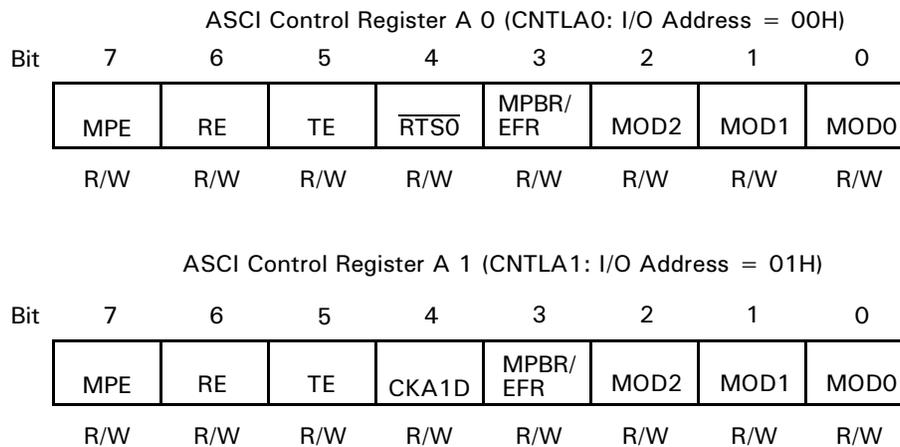 ASCI Control Register A 0 (CNTLA0: I/O Address = 00H)
Bit 7 6 5 4 3 2 1 0
MPE RE TE RTS0 MPBR/ EFR MOD2 MOD1 MOD0
R/W R/W R/W R/W R/W R/W R/W R/W
ASCI Control Register A 1 (CNTLA1: I/O Address = 01H)
Bit 7 6 5 4 3 2 1 0
MPE RE TE CKA1D MPBR/ EFR MOD2 MOD1 MOD0
R/W R/W R/W R/W R/W R/W R/W R/W